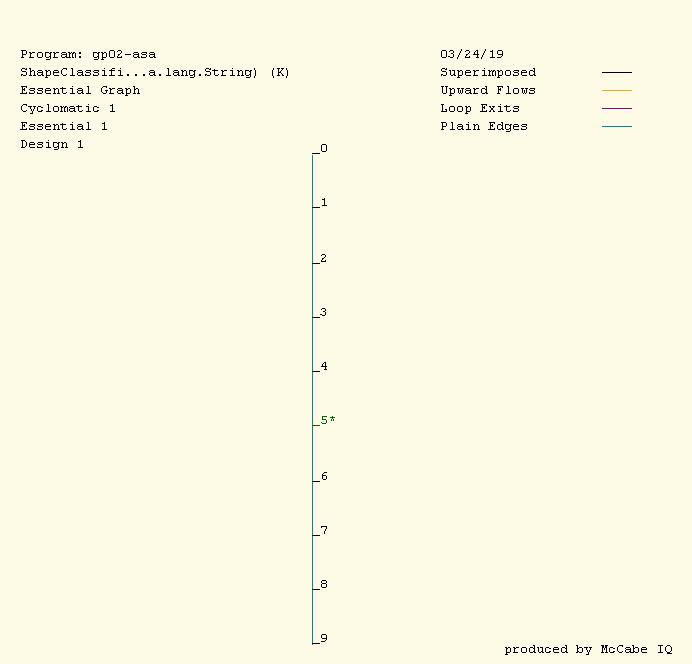 Program: gp02-asa
ShapeClassifi...a.lang.String) (K)
Essential Graph
Cyclomatic 1
Essential 1
Design 1
03/24/19
Superimposed
Upward Flows
Loop Exits
Plain Edges
0
1
2
3
4
5*
6
7
8
9
produced by McCabe IQ